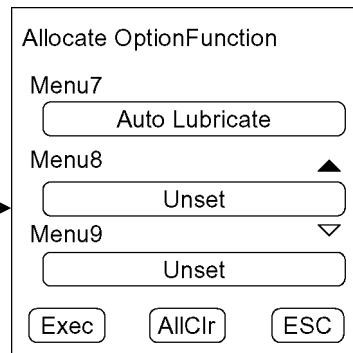 Allocate OptionFunction
Menu7
Auto Lubricate
Menu8
Unset
Menu9
Unset
Exec AllClr ESC